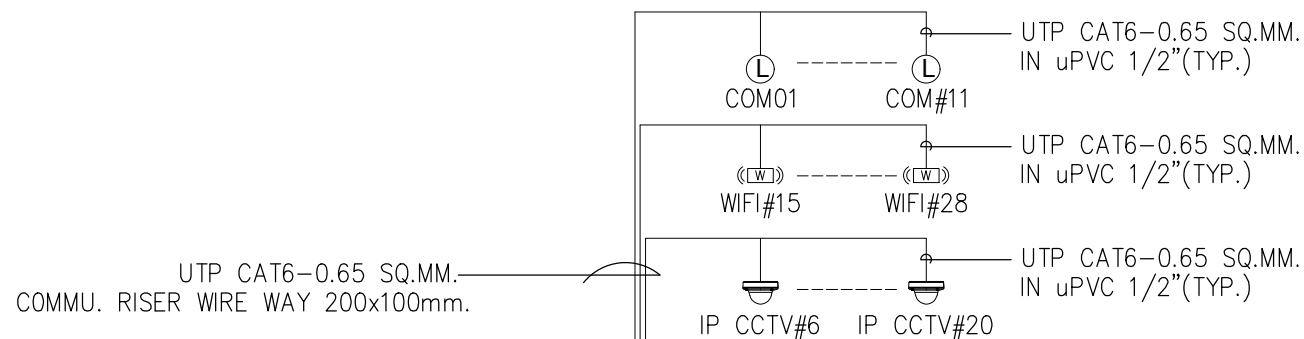 UTP CAT6-0.65 SQ.MM.
IN uPVC 1/2"(TYP.)
L L
COM01 COM#11
UTP CAT6-0.65 SQ.MM.
IN uPVC 1/2"(TYP.)
W W
WIFI#15 WIFI#28
UTP CAT6-0.65 SQ.MM.
IN uPVC 1/2"(TYP.)
UTP CAT6-0.65 SQ.MM.
COMMU. RISER WIRE WAY 200x100mm.
IP CCTV#6 IP CCTV#20